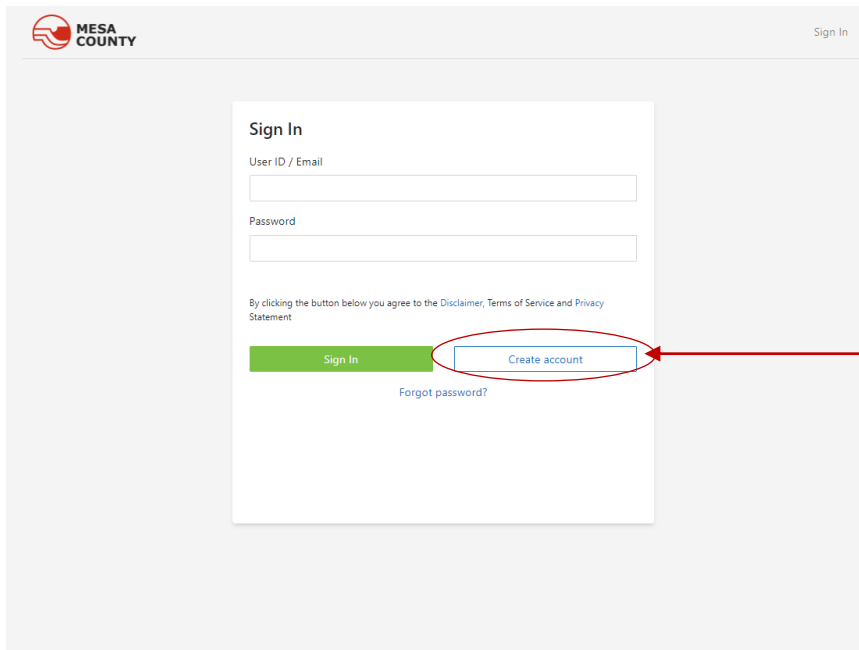 MESA
COUNTY
Sign In
Sign In
User ID / Email
Password
By clicking the button below you agree to the Disclaimer, Terms of Service and Privacy
Statement
Sign In
Create account
Forgot password?